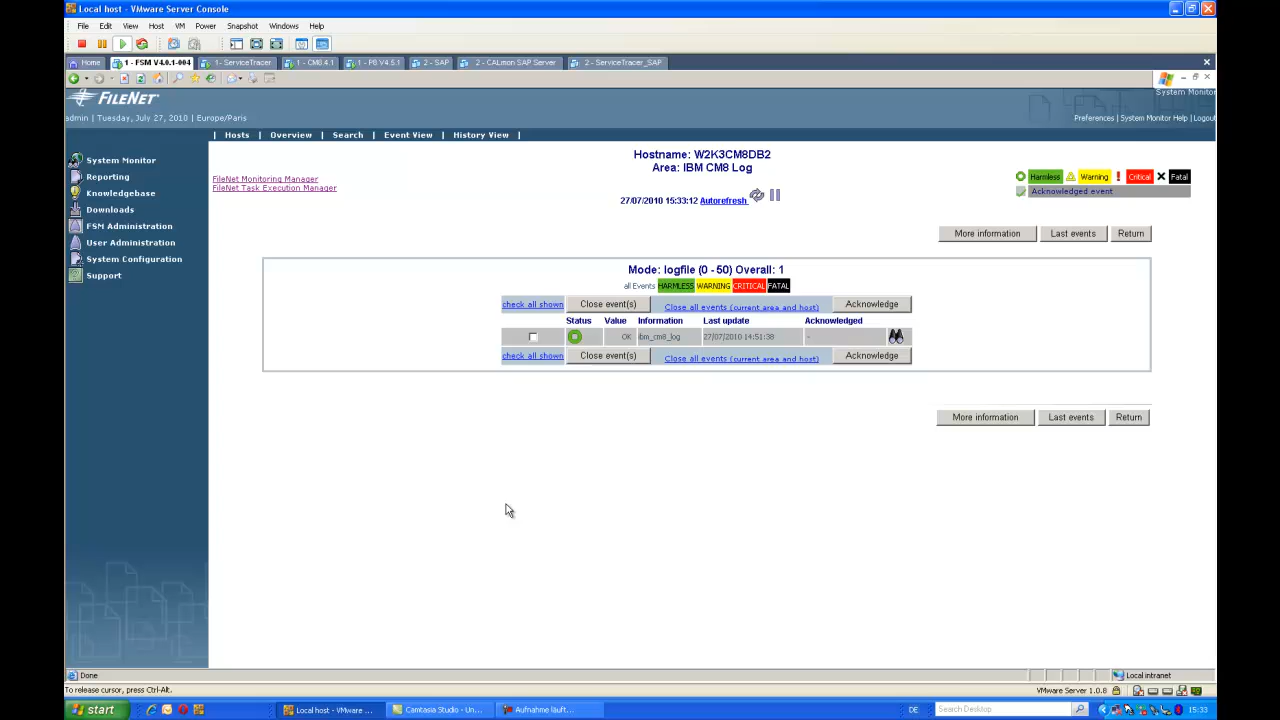 Local host - VMware Server Console
File Edit View Host VM Power Snapshot Windows Help
Home 1 - FSM V4.0.1-004 1- ServiceTracer 1 - CM8.4.1 1 - P8 V4.5.1 2 - SAP 2 - CALmon SAP Server 2 - ServiceTracer_SAP
FILENET
System Monitor
admin | Tuesday, July 27, 2010 | Europe/Paris
Preferences | System Monitor Help | Logout
| Hosts | Overview | Search | Event View | History View |
System Monitor
Reporting
Knowledgebase
Downloads
FSM Administration
User Administration
System Configuration
Support
FileNet Monitoring Manager
FileNet Task Execution Manager
Hostname: W2K3CM8DB2
Area: IBM CM8 Log
27/07/2010 15:33:12 Autorefresh
Harmless Warning Critical Fatal
Acknowledged event
More information Last events Return
Mode: logfile (0 - 50) Overall: 1
all Events HARMLESS WARNING CRITICAL FATAL
check all shown Close event(s) Close all events (current area and host) Acknowledge
Status Value Information Last update Acknowledged
OK ibm_cm8_log 27/07/2010 14:51:38 -
check all shown Close event(s) Close all events (current area and host) Acknowledge
More information Last events Return
Done Local intranet
To release cursor, press Ctrl-Alt. VMware Server 1.0.8
start Local host - VMware ... Camtasia Studio - Un... Aufnahme läuft... DE Search Desktop 15:33